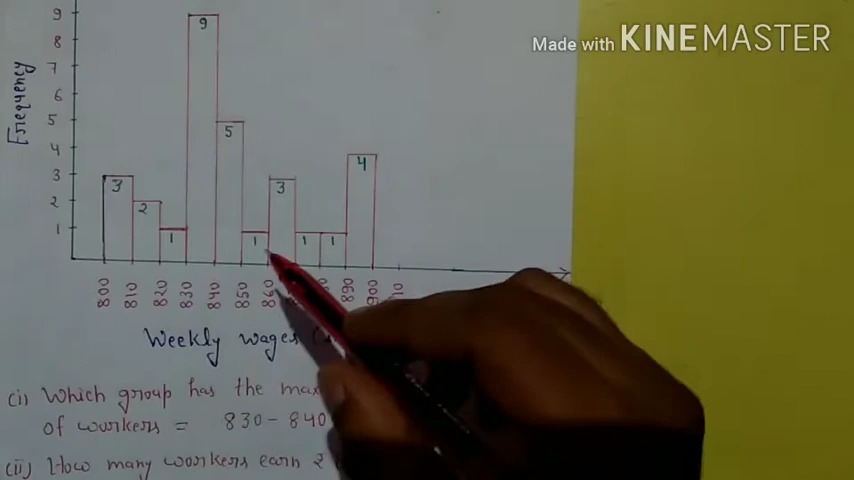 Made with KINEMASTER
9
9
8
7
6
5
5
4
4
3
3
3
2
2
1
1
1
1
1
Frequency
800 810 820 830 840 850 860 890 900
Weekly wages
(i) Which group has the
of workers = 830-840
(ii) How many workers earn